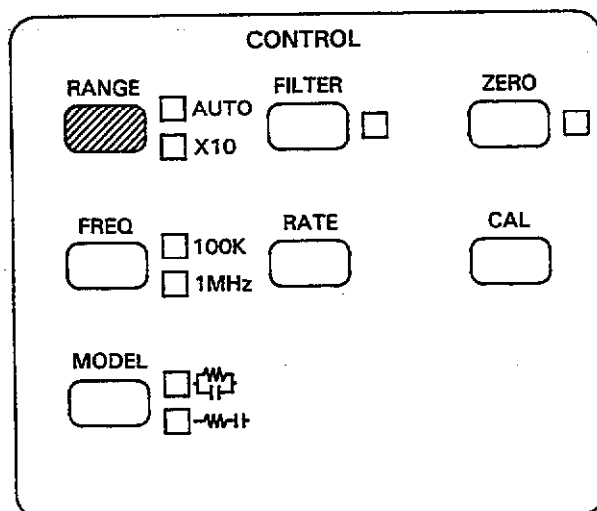 CONTROL
RANGE
AUTO
X10
FILTER
ZERO
FREQ
100K
1MHz
RATE
CAL
MODEL